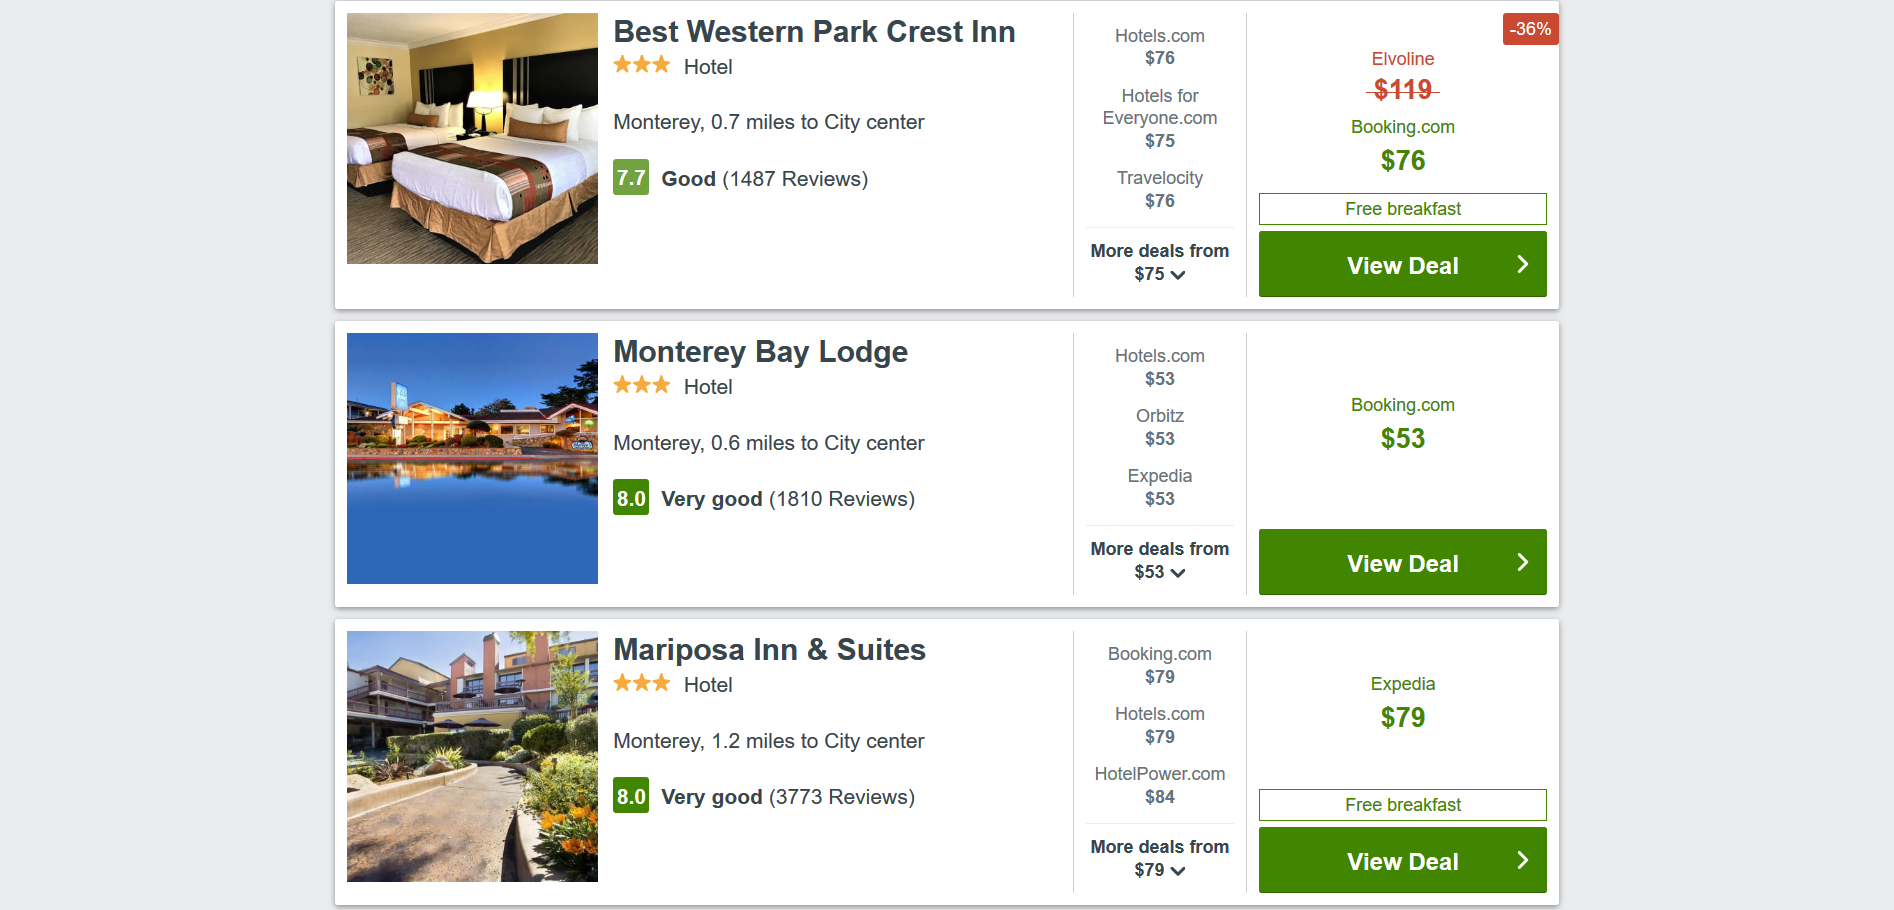 Best Western Park Crest Inn
Hotel
Monterey, 0.7 miles to City center
7.7 Good (1487 Reviews)
Hotels.com
$76
Hotels for
Everyone.com
$75
Travelocity
$76
More deals from
$75
-36%
Elvoline
$119
Booking.com
$76
Free breakfast
View Deal
Monterey Bay Lodge
Hotel
Monterey, 0.6 miles to City center
8.0 Very good (1810 Reviews)
Hotels.com
$53
Orbitz
$53
Expedia
$53
More deals from
$53
Booking.com
$53
View Deal
Mariposa Inn & Suites
Hotel
Monterey, 1.2 miles to City center
8.0 Very good (3773 Reviews)
Booking.com
$79
Hotels.com
$79
HotelPower.com
$84
More deals from
$79
Expedia
$79
Free breakfast
View Deal